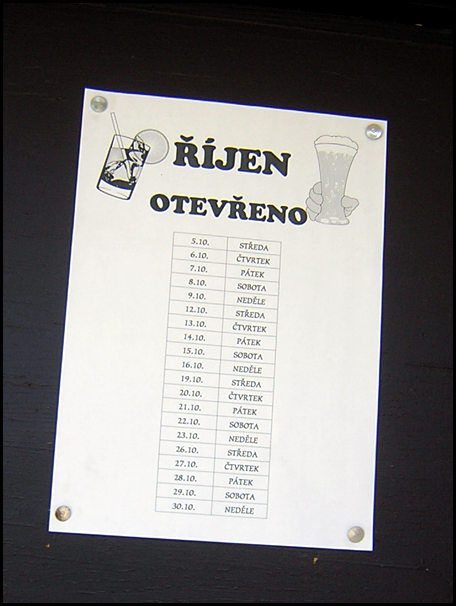 ŘÍJEN
OTEVŘENO
5.10. STŘEDA
6.10. ČTVRTEK
7.10. PÁTEK
8.10. SOBOTA
9.10. NEDĚLE
12.10. STŘEDA
13.10. ČTVRTEK
14.10. PÁTEK
15.10. SOBOTA
16.10. NEDĚLE
19.10. STŘEDA
20.10. ČTVRTEK
21.10. PÁTEK
22.10. SOBOTA
23.10. NEDĚLE
26.10. STŘEDA
27.10. ČTVRTEK
28.10. PÁTEK
29.10. SOBOTA
30.10. NEDĚLE